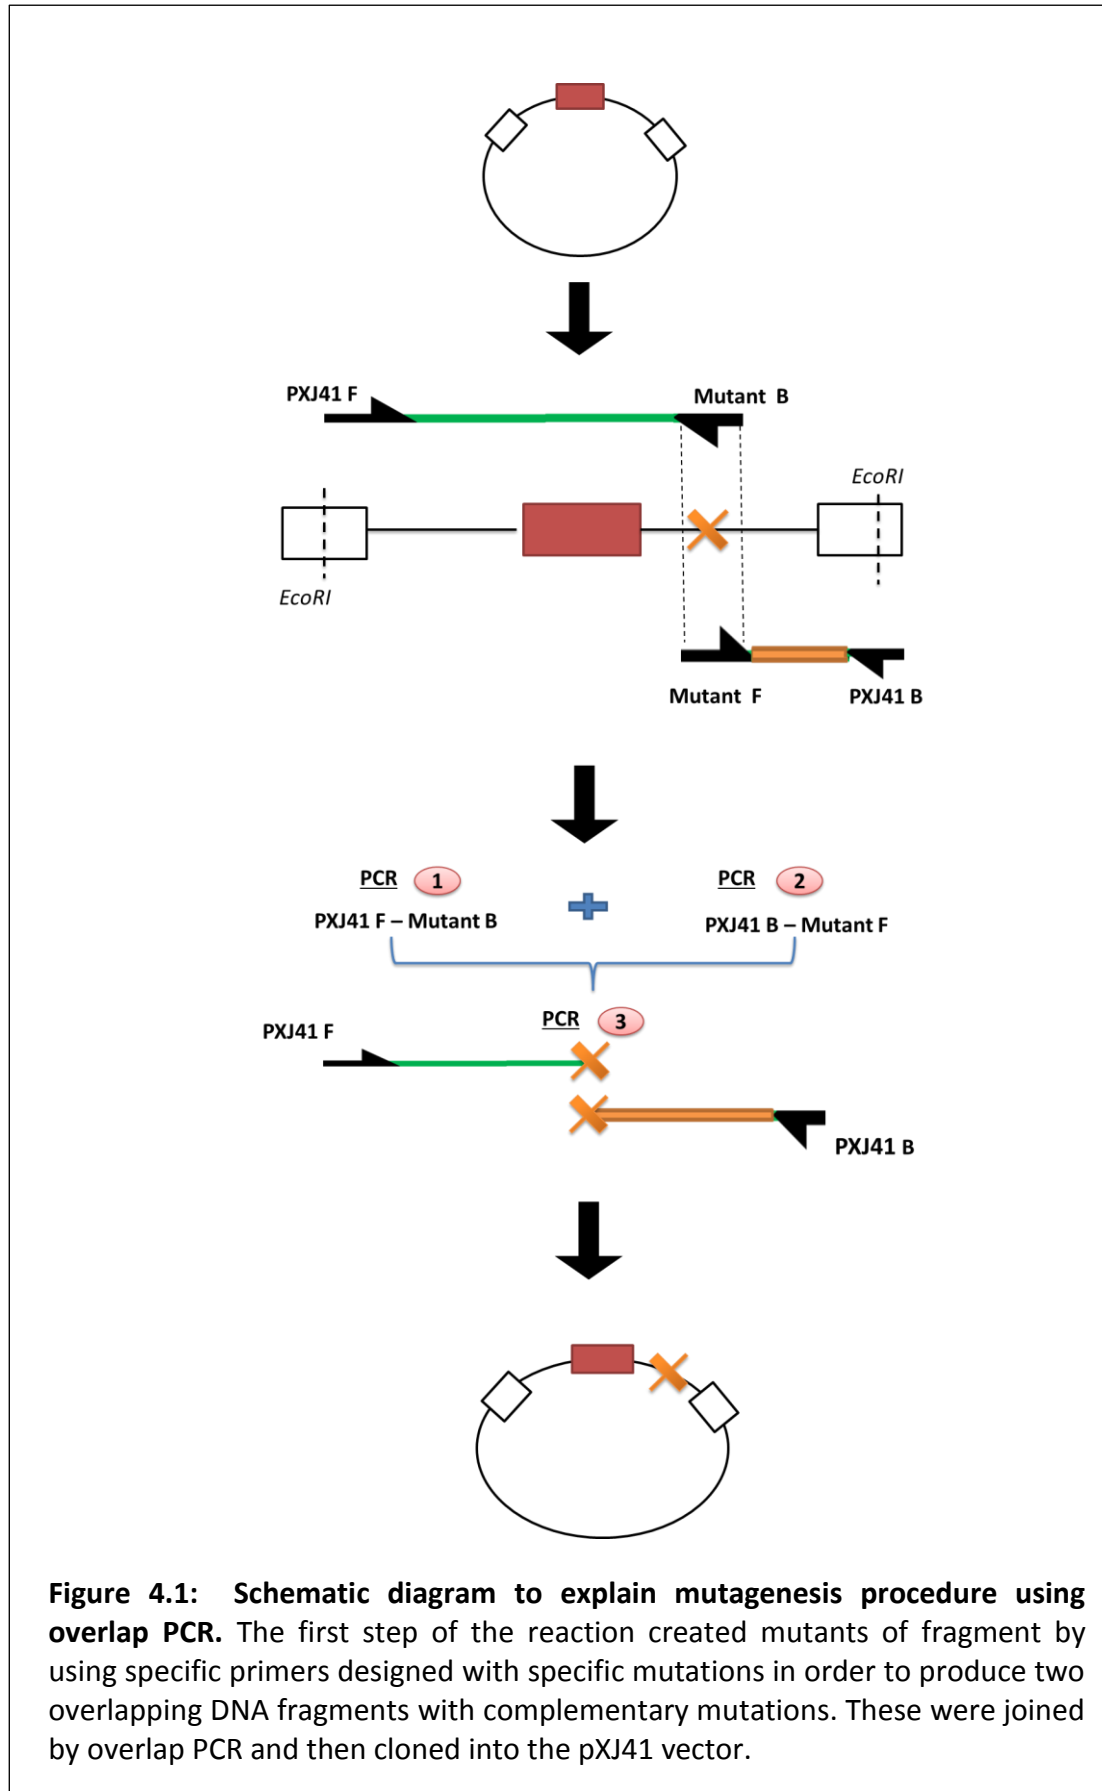 PXJ41 F
Mutant B
EcoRI
EcoRI
Mutant F
PXJ41 B
PCR 1
PXJ41 F – Mutant B
PCR 2
PXJ41 B – Mutant F
PCR 3
PXJ41 F
PXJ41 B
Figure 4.1: Schematic diagram to explain mutagenesis procedure using
overlap PCR. The first step of the reaction created mutants of fragment by
using specific primers designed with specific mutations in order to produce two
overlapping DNA fragments with complementary mutations. These were joined
by overlap PCR and then cloned into the pXJ41 vector.